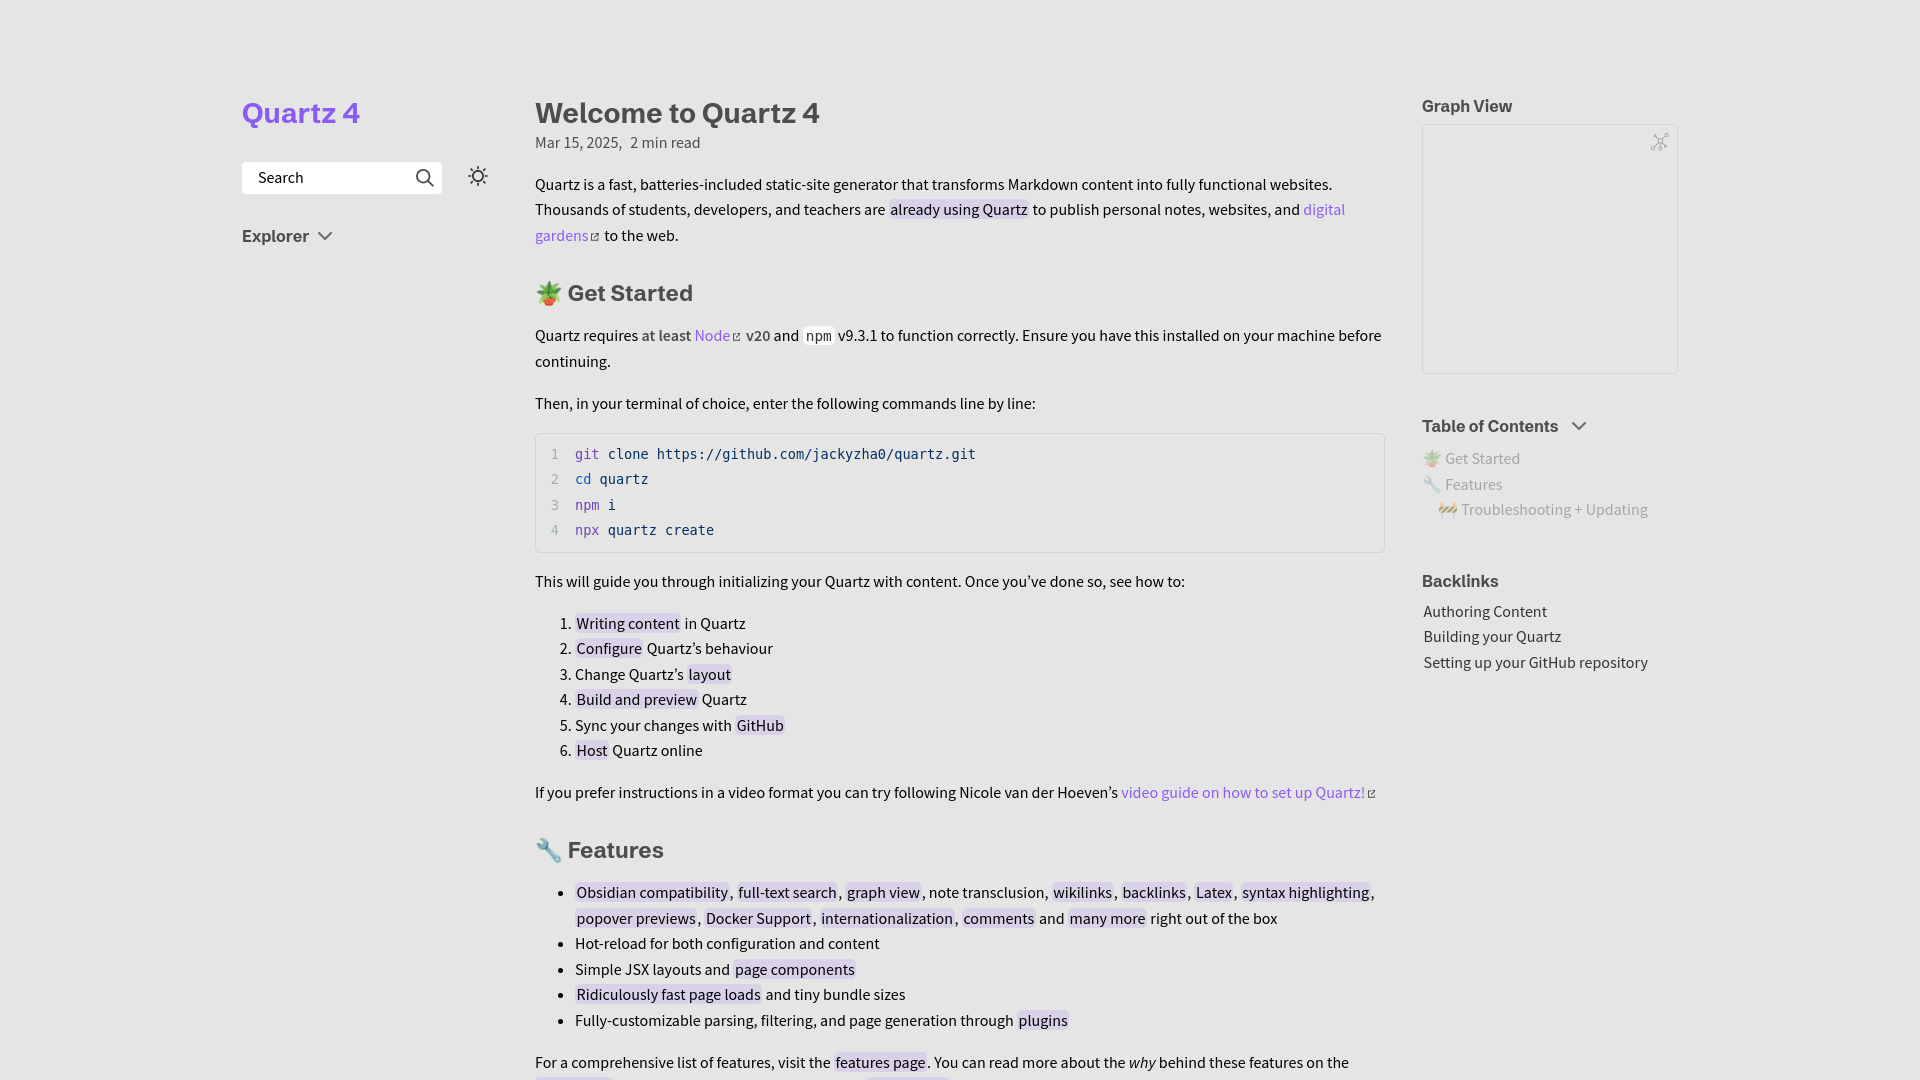 Quartz 4
Search
Explorer
Welcome to Quartz 4
Mar 15, 2025, 2 min read
Quartz is a fast, batteries-included static-site generator that transforms Markdown content into fully functional websites.
Thousands of students, developers, and teachers are already using Quartz to publish personal notes, websites, and digital
gardens to the web.
🪴 Get Started
Quartz requires at least Node v20 and npm v9.3.1 to function correctly. Ensure you have this installed on your machine before
continuing.
Then, in your terminal of choice, enter the following commands line by line:
1 git clone https://github.com/jackyzha0/quartz.git
2 cd quartz
3 npm i
4 npx quartz create
This will guide you through initializing your Quartz with content. Once you’ve done so, see how to:
1. Writing content in Quartz
2. Configure Quartz’s behaviour
3. Change Quartz’s layout
4. Build and preview Quartz
5. Sync your changes with GitHub
6. Host Quartz online
If you prefer instructions in a video format you can try following Nicole van der Hoeven’s video guide on how to set up Quartz!
🔧 Features
• Obsidian compatibility, full-text search, graph view, note transclusion, wikilinks, backlinks, Latex, syntax highlighting,
popover previews, Docker Support, internationalization, comments and many more right out of the box
• Hot-reload for both configuration and content
• Simple JSX layouts and page components
• Ridiculously fast page loads and tiny bundle sizes
• Fully-customizable parsing, filtering, and page generation through plugins
For a comprehensive list of features, visit the features page. You can read more about the why behind these features on the
Graph View
Table of Contents
🪴 Get Started
🔧 Features
🚧 Troubleshooting + Updating
Backlinks
Authoring Content
Building your Quartz
Setting up your GitHub repository